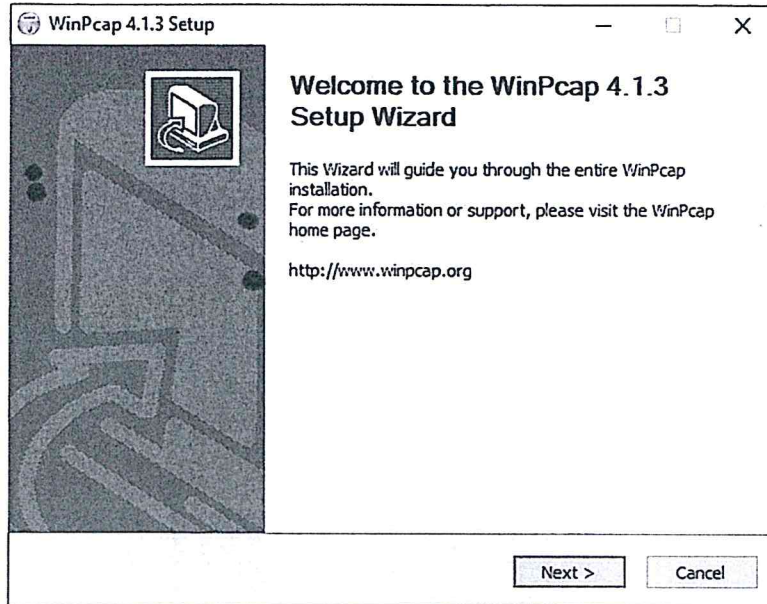 WinPcap 4.1.3 Setup
Welcome to the WinPcap 4.1.3
Setup Wizard
This Wizard will guide you through the entire WinPcap
installation.
For more information or support, please visit the WinPcap
home page.
http://www.winpcap.org
Next >
Cancel